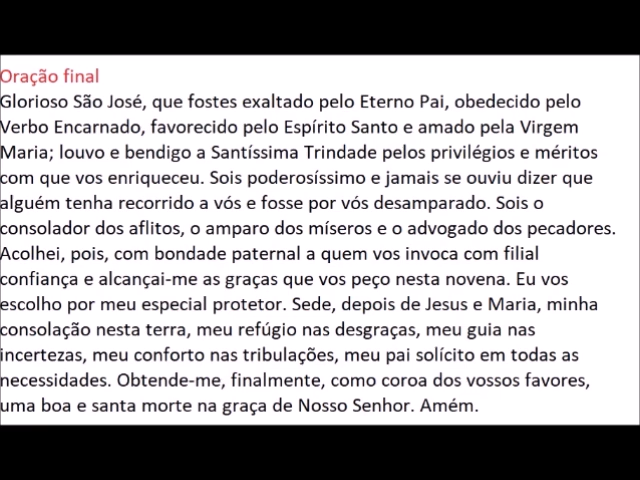 Oração final
Glorioso São José, que fostes exaltado pelo Eterno Pai, obedecido pelo
Verbo Encarnado, favorecido pelo Espírito Santo e amado pela Virgem
Maria; louvo e bendigo a Santíssima Trindade pelos privilégios e méritos
com que vos enriqueceu. Sois poderosíssimo e jamais se ouviu dizer que
alguém tenha recorrido a vós e fosse por vós desamparado. Sois o
consolador dos aflitos, o amparo dos míseros e o advogado dos pecadores.
Acolhei, pois, com bondade paternal a quem vos invoca com filial
confiança e alcançai-me as graças que vos peço nesta novena. Eu vos
escolho por meu especial protetor. Sede, depois de Jesus e Maria, minha
consolação nesta terra, meu refúgio nas desgraças, meu guia nas
incertezas, meu conforto nas tribulações, meu pai solícito em todas as
necessidades. Obtende-me, finalmente, como coroa dos vossos favores,
uma boa e santa morte na graça de Nosso Senhor. Amém.